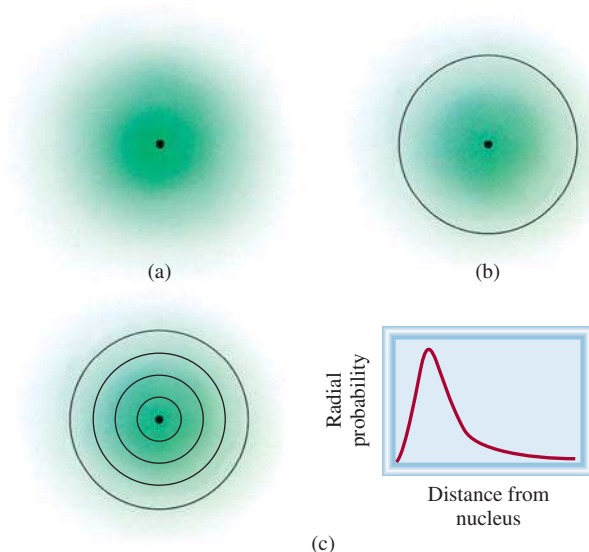 (a)
(b)
Radial
probability
Distance from
nucleus
(c)